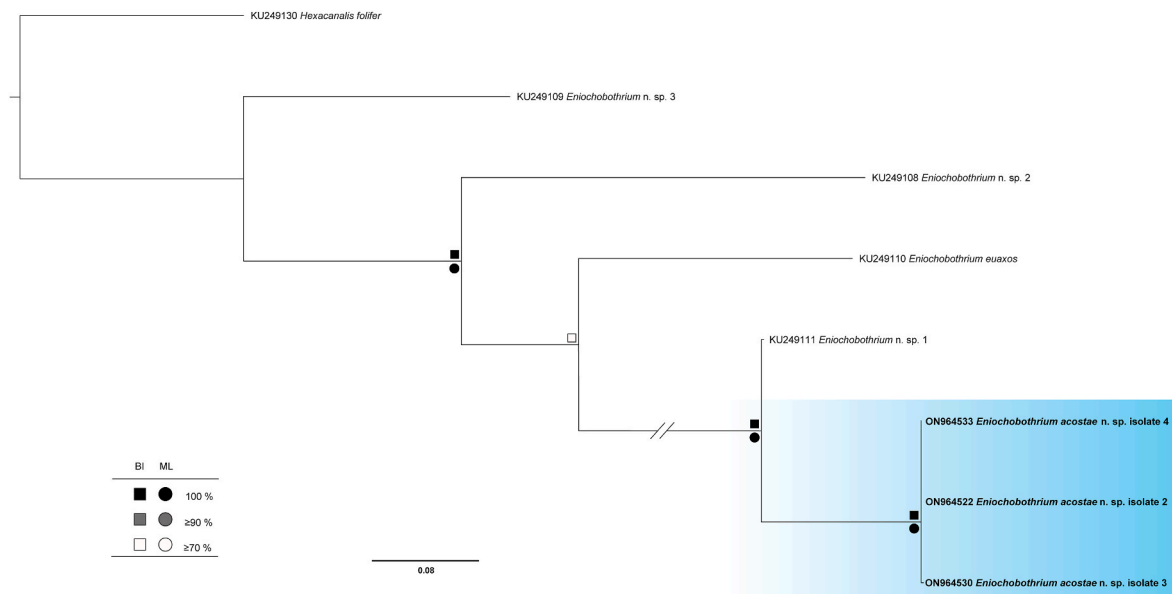 KU249130 Hexacanalis folifer
KU249109 Eniochobothrium n. sp. 3
KU249108 Eniochobothrium n. sp. 2
KU249110 Eniochobothrium euaxos
KU249111 Eniochobothrium n. sp. 1
ON964533 Eniochobothrium acostae n. sp. isolate 4
ON964522 Eniochobothrium acostae n. sp. isolate 2
ON964530 Eniochobothrium acostae n. sp. isolate 3
BI ML
100 %
≥90 %
≥70 %
0.08